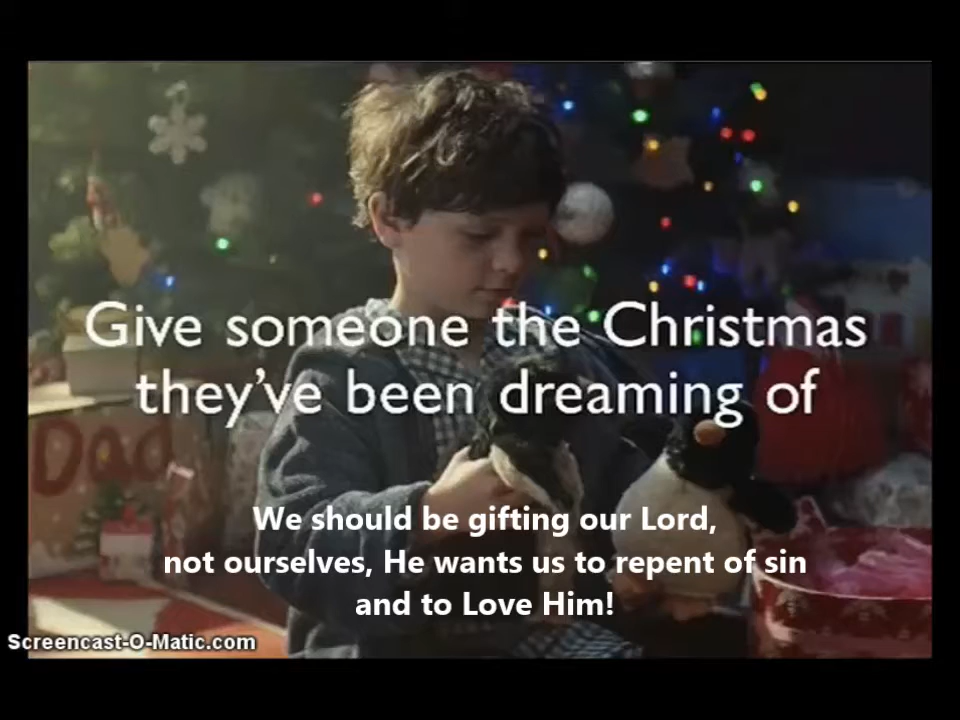 Give someone the Christmas
they've been dreaming of
Dad
We should be gifting our Lord,
not ourselves, He wants us to repent of sin
and to Love Him!
Screencast-O-Matic.com